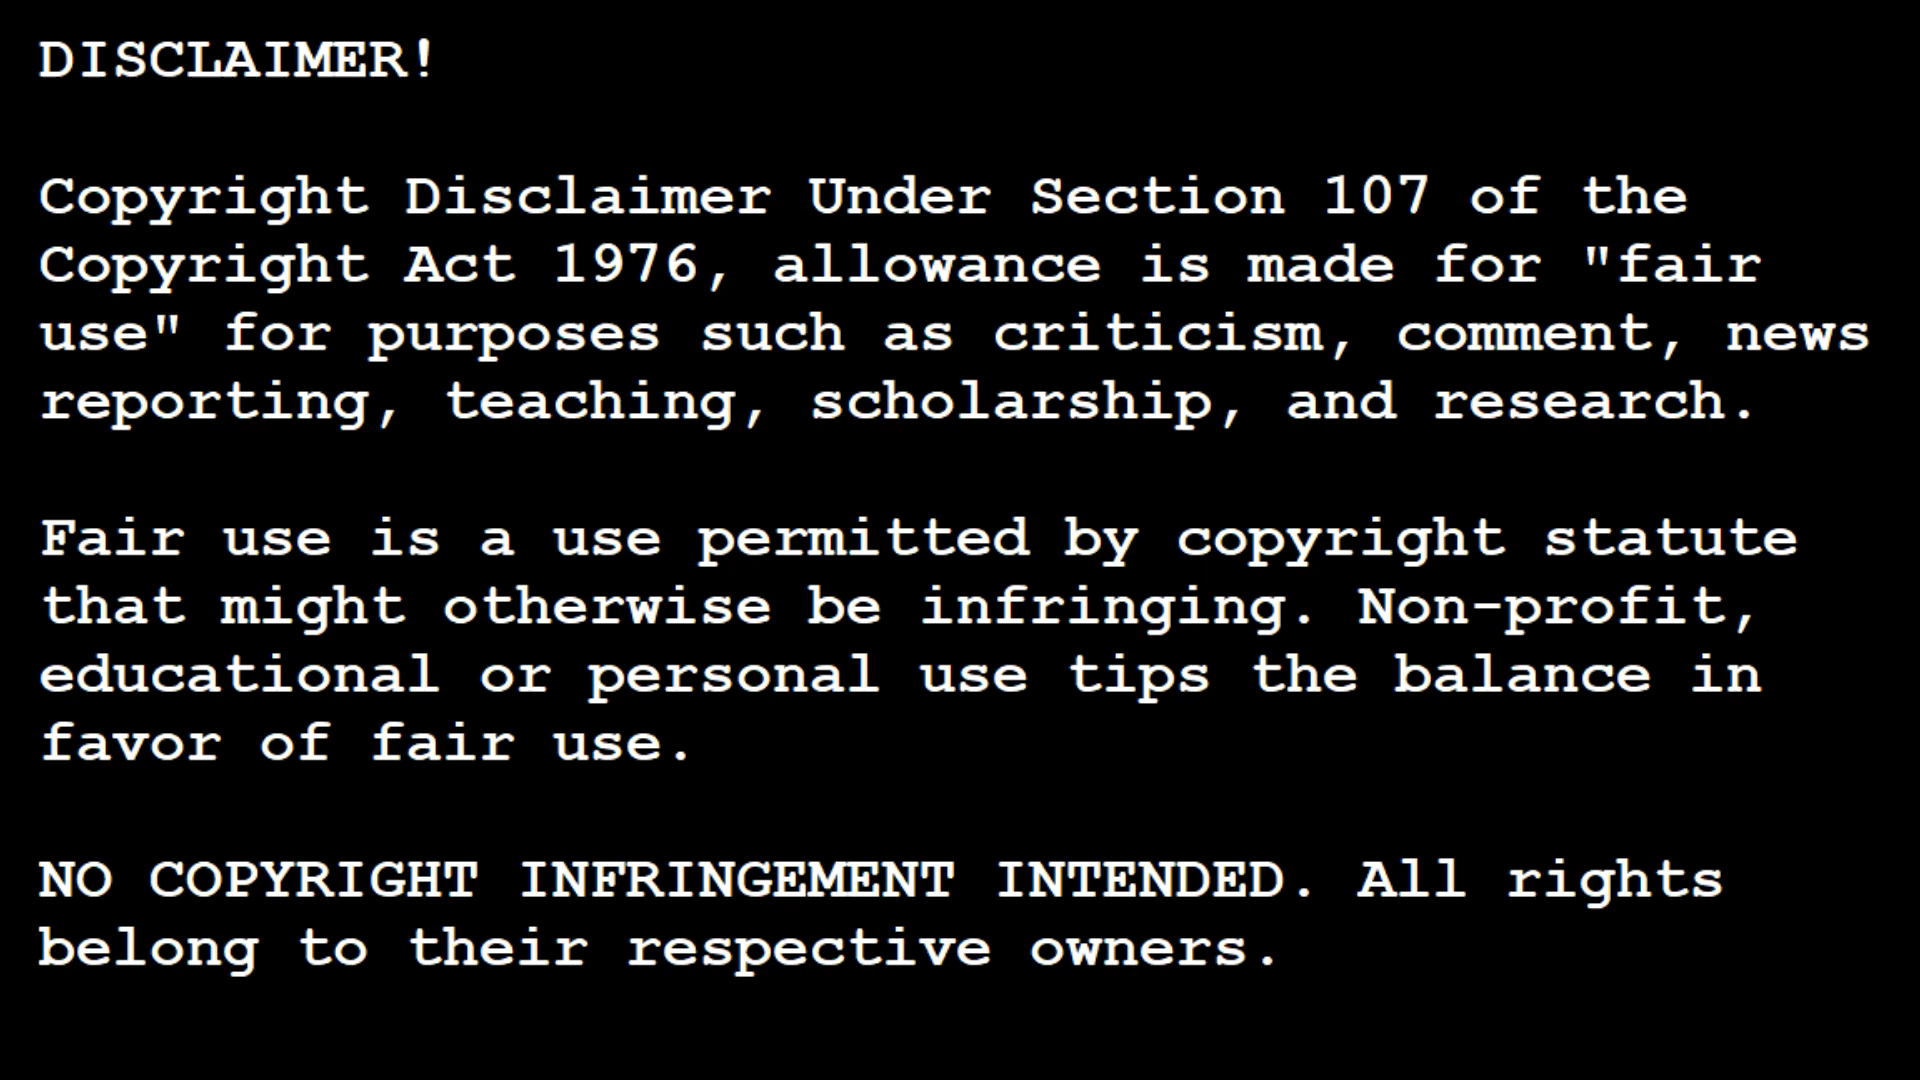 DISCLAIMER!
Copyright Disclaimer Under Section 107 of the
Copyright Act 1976, allowance is made for "fair
use" for purposes such as criticism, comment, news
reporting, teaching, scholarship, and research.
Fair use is a use permitted by copyright statute
that might otherwise be infringing. Non-profit,
educational or personal use tips the balance in
favor of fair use.
NO COPYRIGHT INFRINGEMENT INTENDED. All rights
belong to their respective owners.